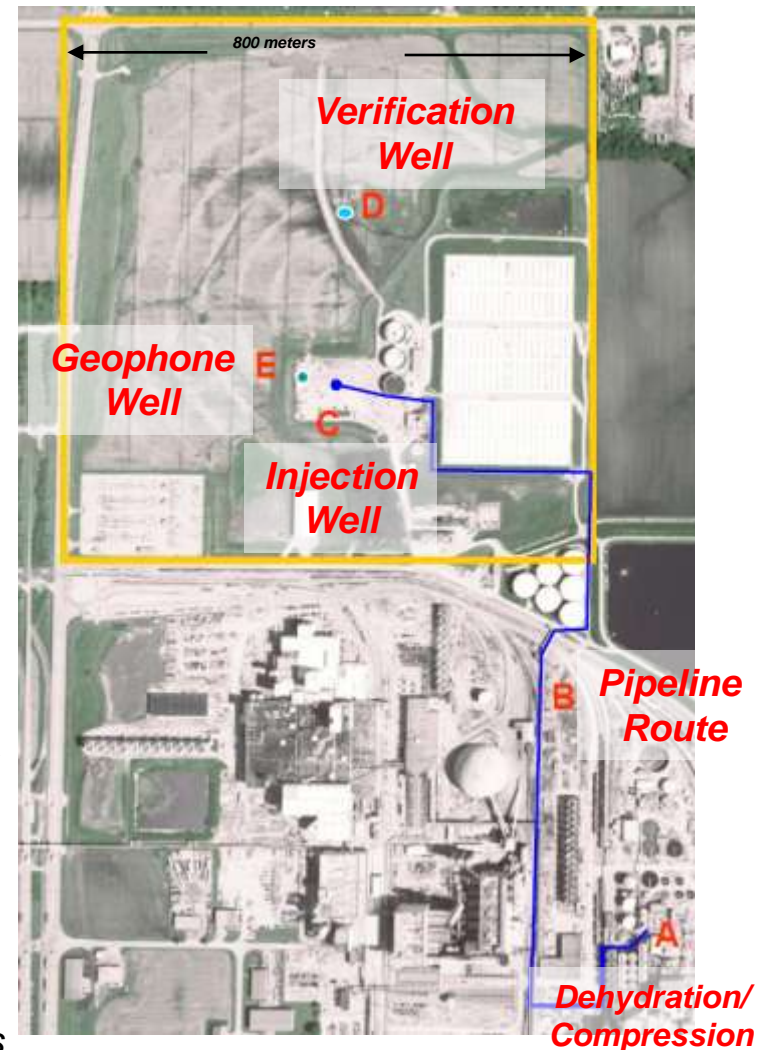 800 meters
Verification
Well
D
Geophone
Well
E
C
Injection
Well
B
Pipeline
Route
A
Dehydration/
Compression
s